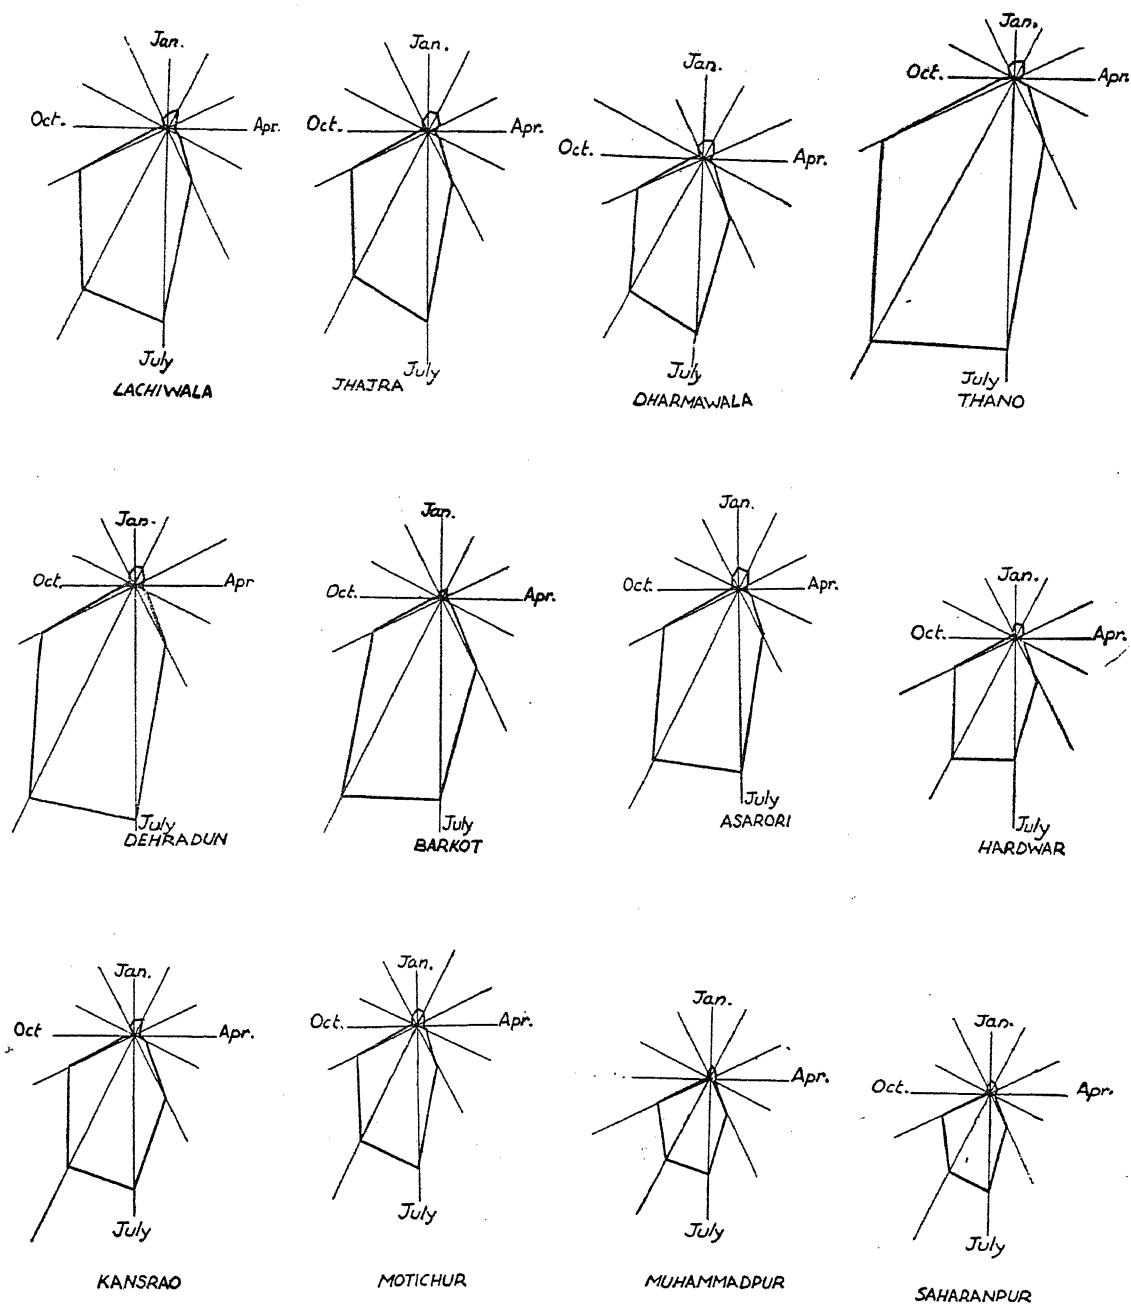 Jan.
Oct.
Apr.
July
LACHIWALA
Jan.
Oct.
Apr.
July
JHAJRA
Jan.
Oct.
Apr.
July
DHARMAWALA
Jan.
Oct.
Apr.
July
THANO
Jan.
Oct.
Apr
July
DEHRADUN
Jan.
Oct.
Apr.
July
BARKOT
Jan.
Oct.
Apr.
July
ASARORI
Jan.
Oct.
Apr.
July
HARDWAR
Jan.
Oct
Apr.
July
KANSRAO
Jan.
Oct.
Apr.
July
MOTICHUR
Jan.
Apr.
July
MUHAMMADPUR
Jan.
Oct.
Apr.
July
SAHARANPUR